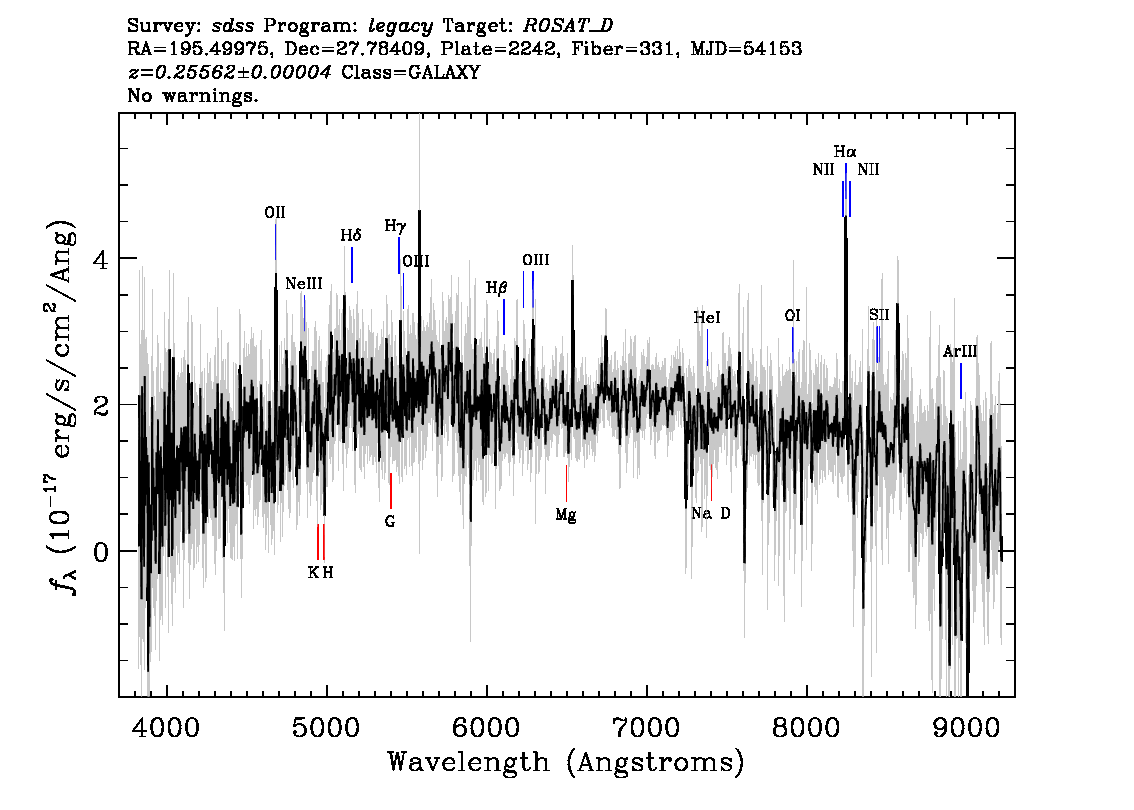 Survey: sdss Program: legacy Target: ROSAT_D
RA=195.49975, Dec=27.78409, Plate=2242, Fiber=331, MJD=54153
z=0.25562±0.00004 Class=GALAXY
No warnings.
Hα
NII NII
OII
Hγ
Hδ
OIII OIII
NeIII
Hβ
HeI
OI SII
ArIII
4
2
0
G
Mg
Na D
K H
fλ (10⁻¹⁷ erg/s/cm²/Ang)
4000 5000 6000 7000 8000 9000
Wavelength (Angstroms)